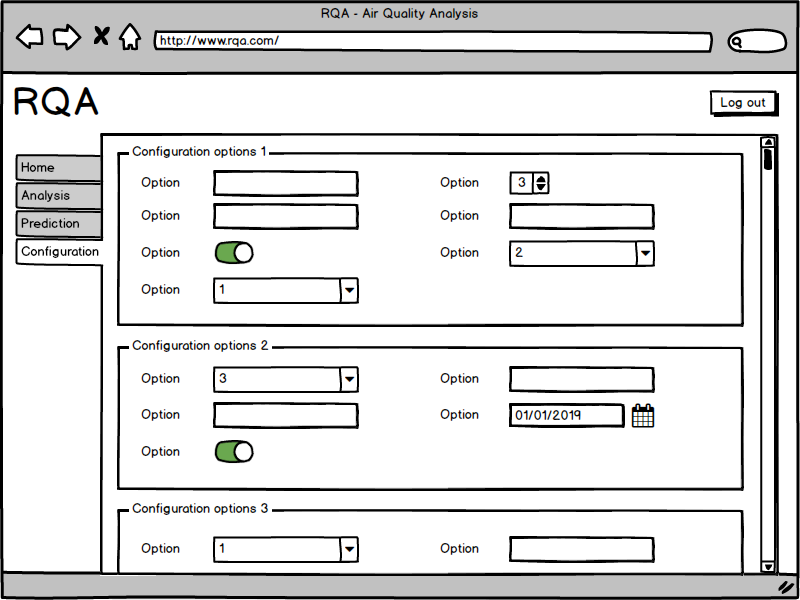 RQA - Air Quality Analysis
http://www.rqa.com/
RQA
Log out
Home
Analysis
Prediction
Configuration
Configuration options 1
Option
Option 3
Option
Option
Option
Option 2
Option 1
Configuration options 2
Option 3
Option
Option
Option 01/01/2019
Option
Configuration options 3
Option 1
Option